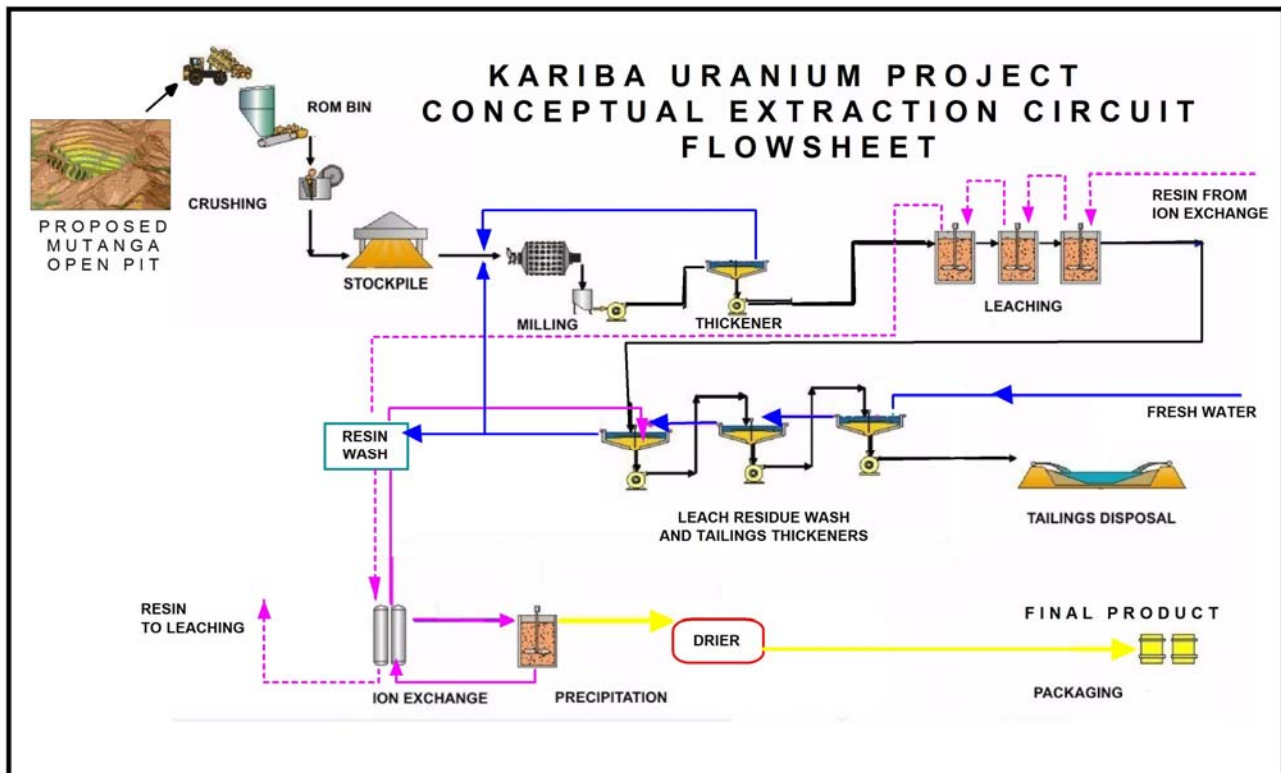 KARIBA URANIUM PROJECT
CONCEPTUAL EXTRACTION CIRCUIT
FLOWSHEET
ROM BIN
CRUSHING
PROPOSED
MUTANGA
OPEN PIT
STOCKPILE
MILLING
THICKENER
LEACHING
RESIN FROM
ION EXCHANGE
FRESH WATER
RESIN
WASH
LEACH RESIDUE WASH
AND TAILINGS THICKENERS
TAILINGS DISPOSAL
RESIN
TO LEACHING
ION EXCHANGE
PRECIPITATION
DRIER
FINAL PRODUCT
PACKAGING